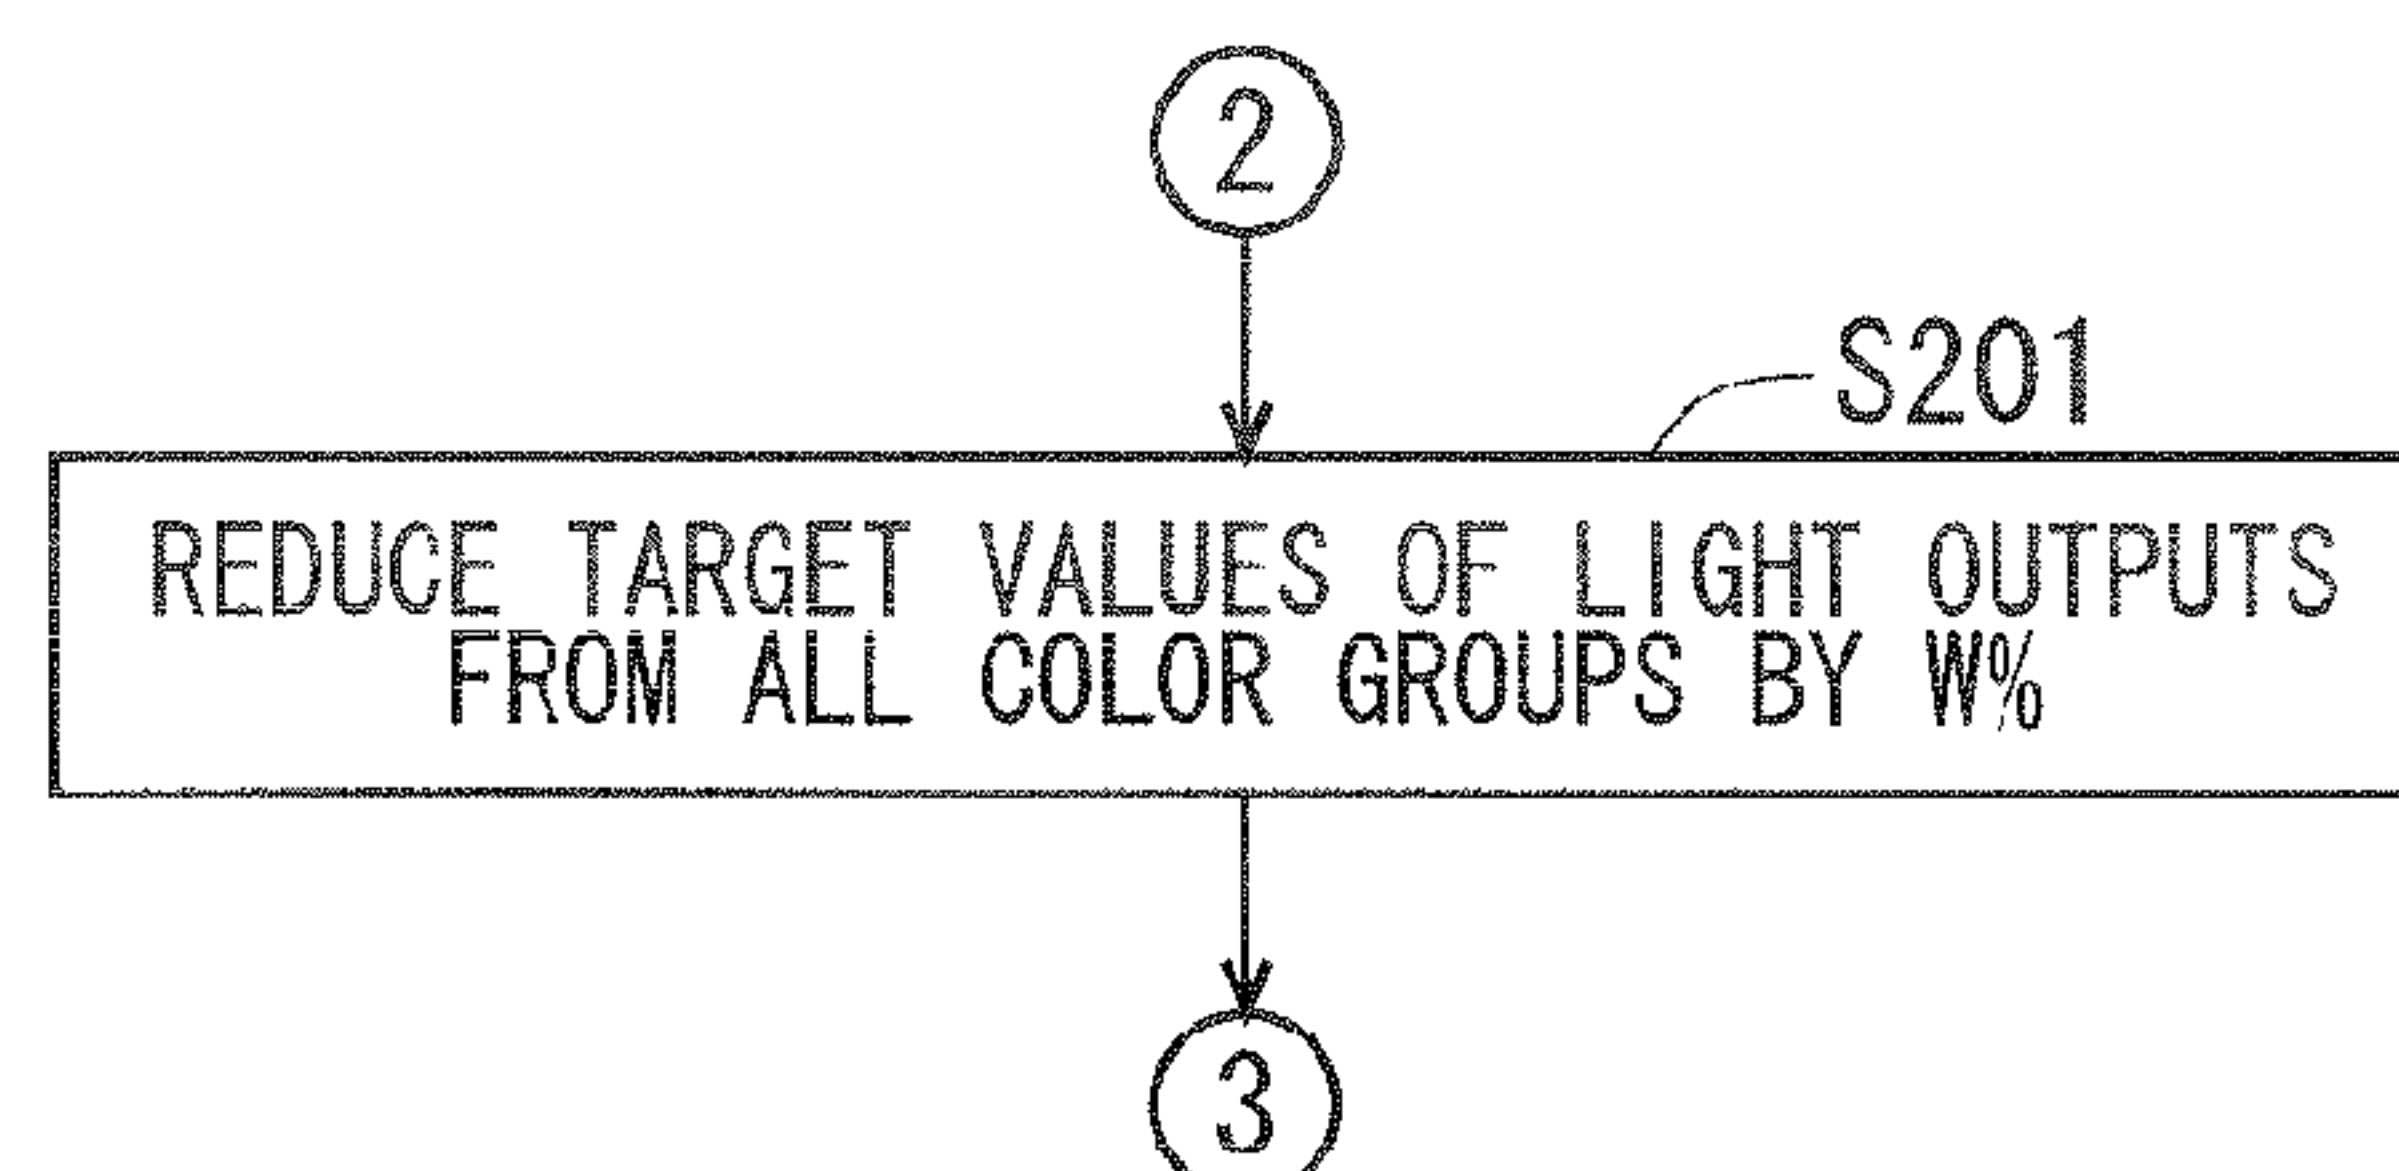 2
S201
REDUCE TARGET VALUES OF LIGHT OUTPUTS
FROM ALL COLOR GROUPS BY W%
3